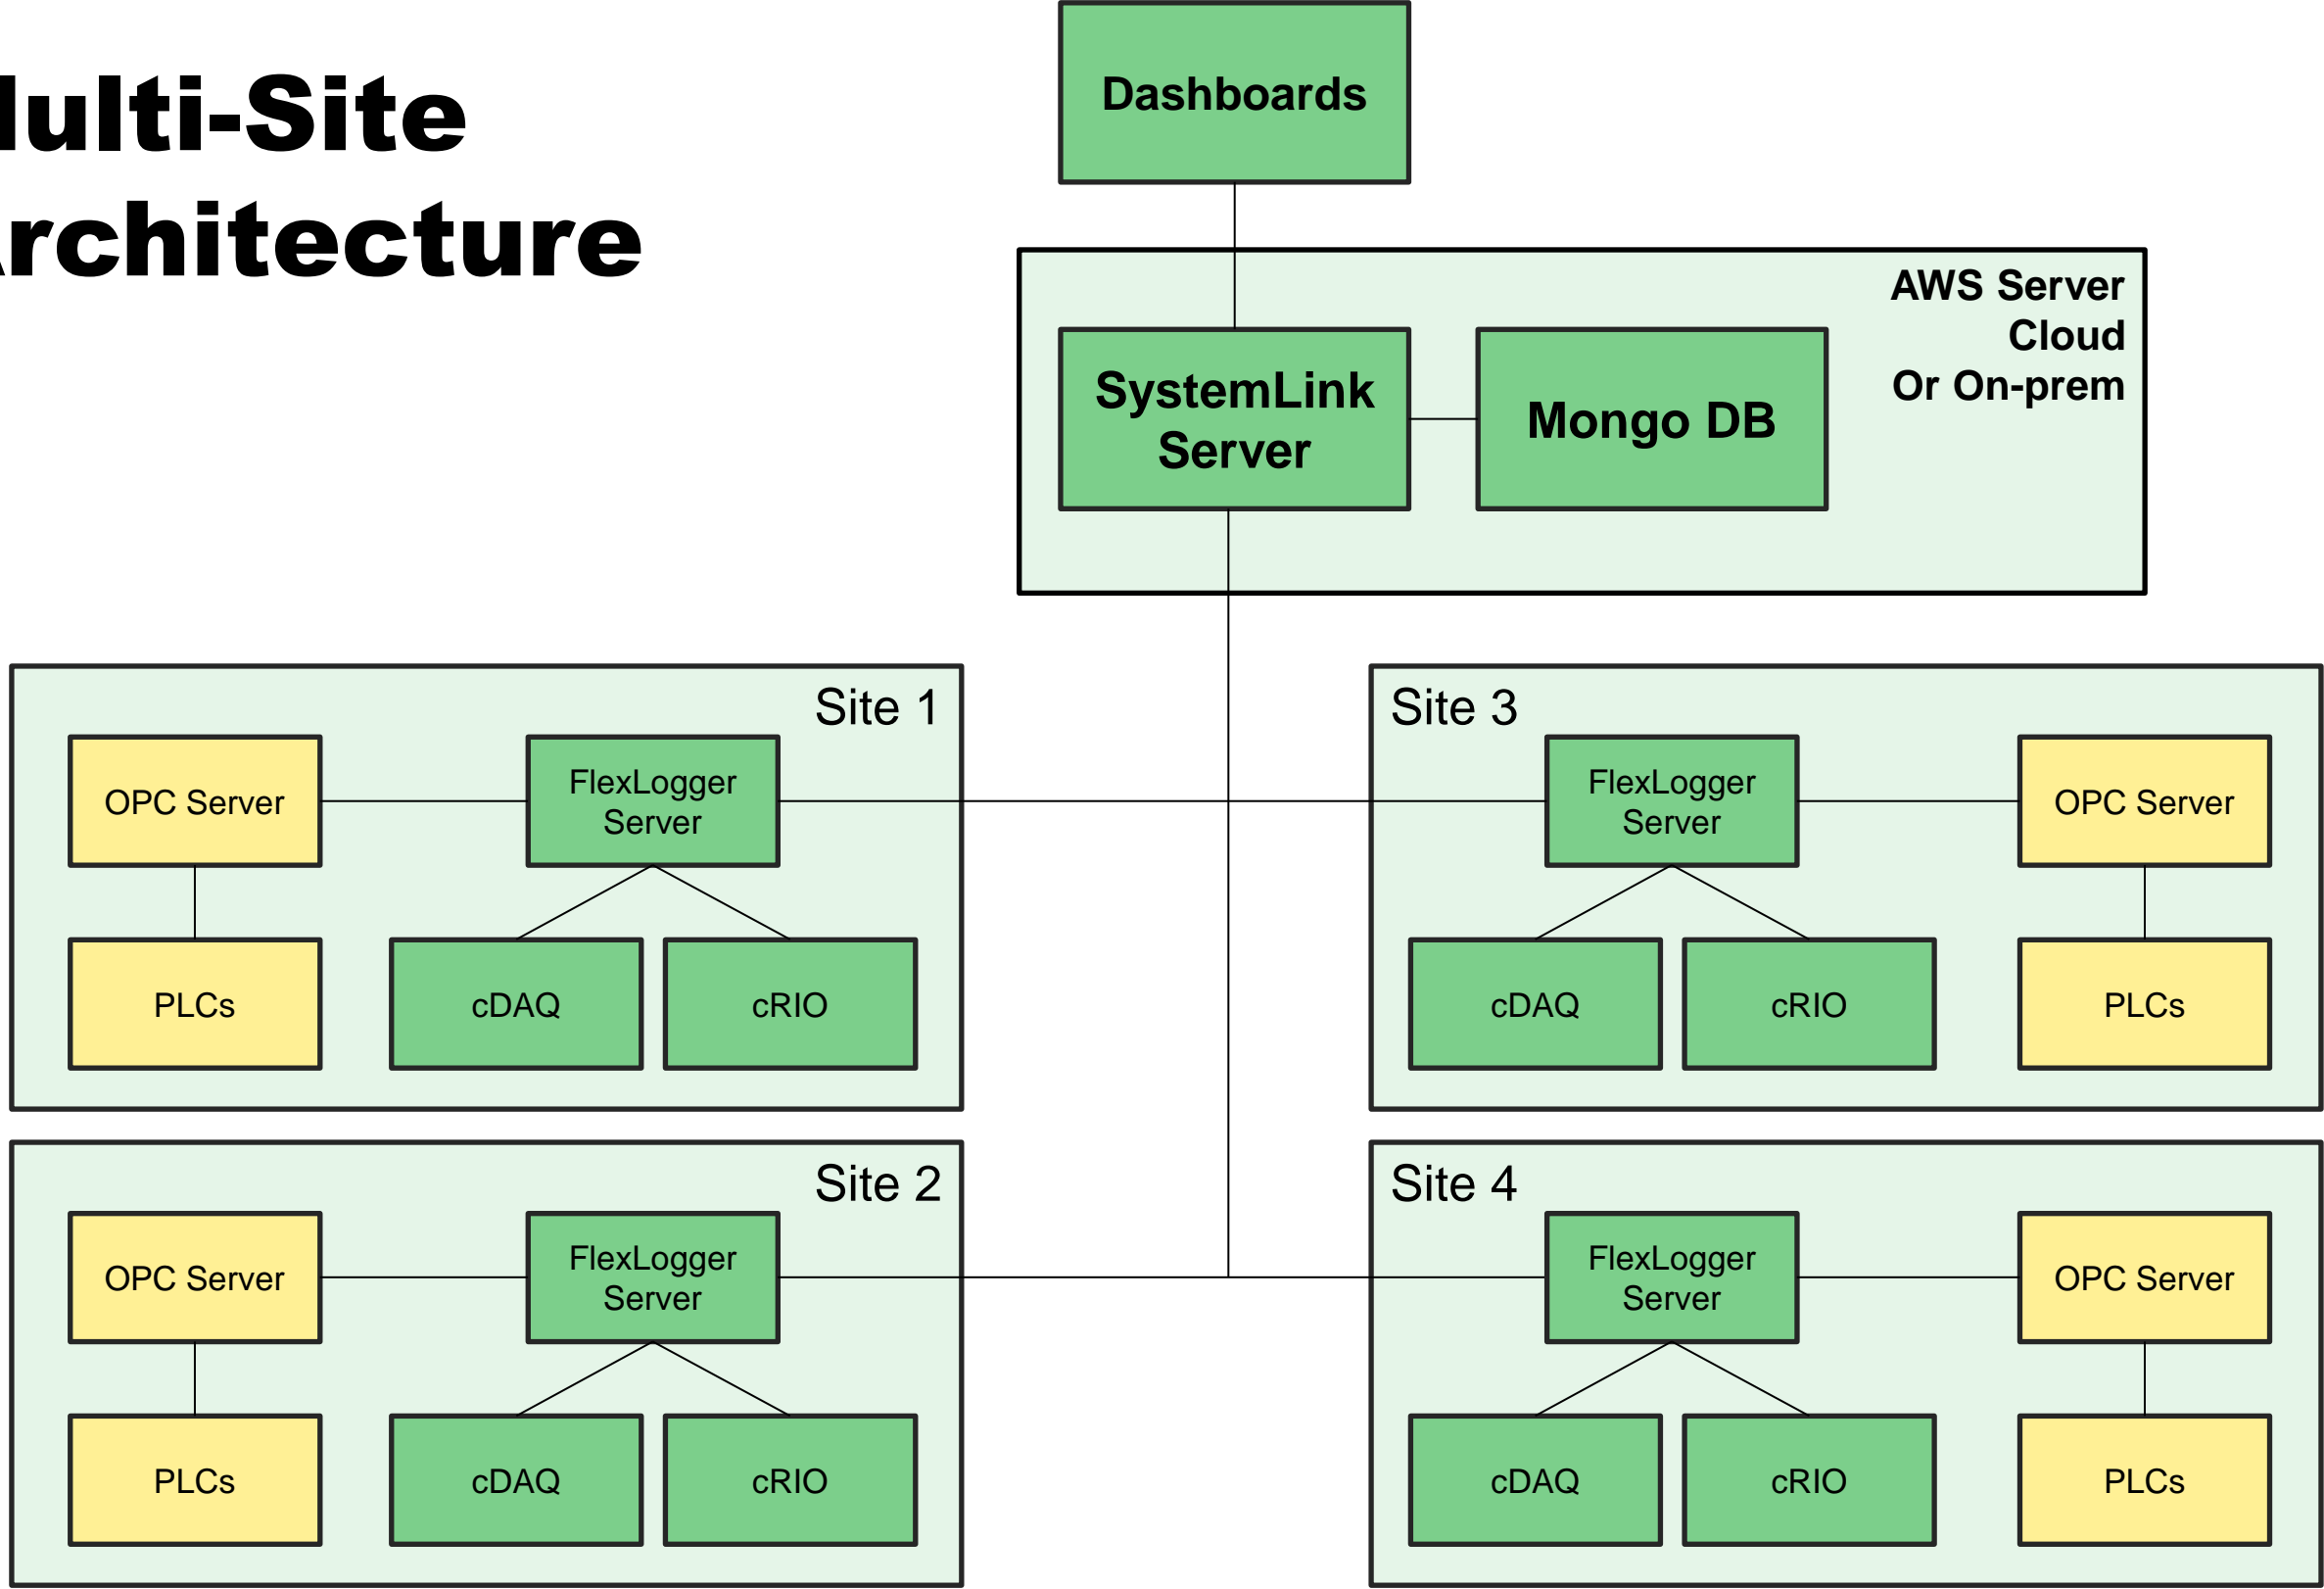 Multi-Site
Architecture
Dashboards
AWS Server
Cloud
Or On-prem
SystemLink
Server
Mongo DB
Site 1
OPC Server
FlexLogger
Server
PLCs
cDAQ
cRIO
Site 3
FlexLogger
Server
OPC Server
cDAQ
cRIO
PLCs
Site 2
OPC Server
FlexLogger
Server
PLCs
cDAQ
cRIO
Site 4
FlexLogger
Server
OPC Server
cDAQ
cRIO
PLCs